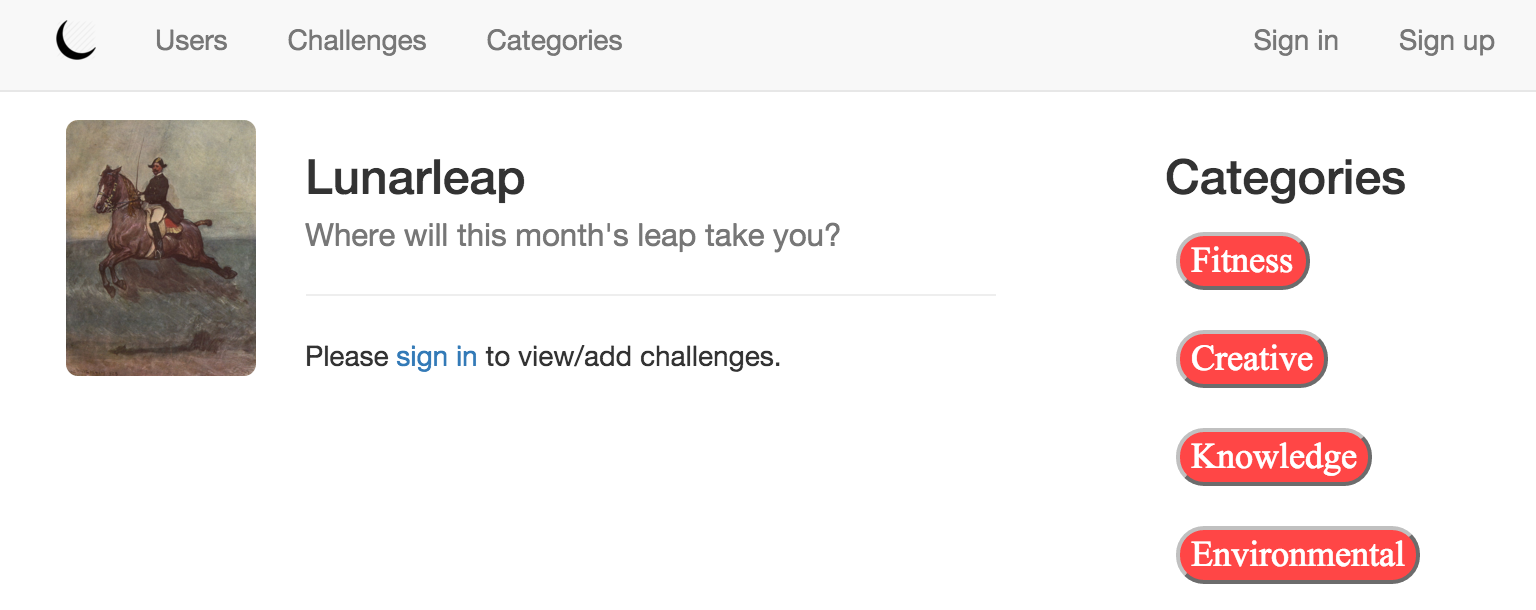 Users Challenges Categories Sign in Sign up
Lunarleap
Where will this month's leap take you?
Please sign in to view/add challenges.
Categories
Fitness
Creative
Knowledge
Environmental